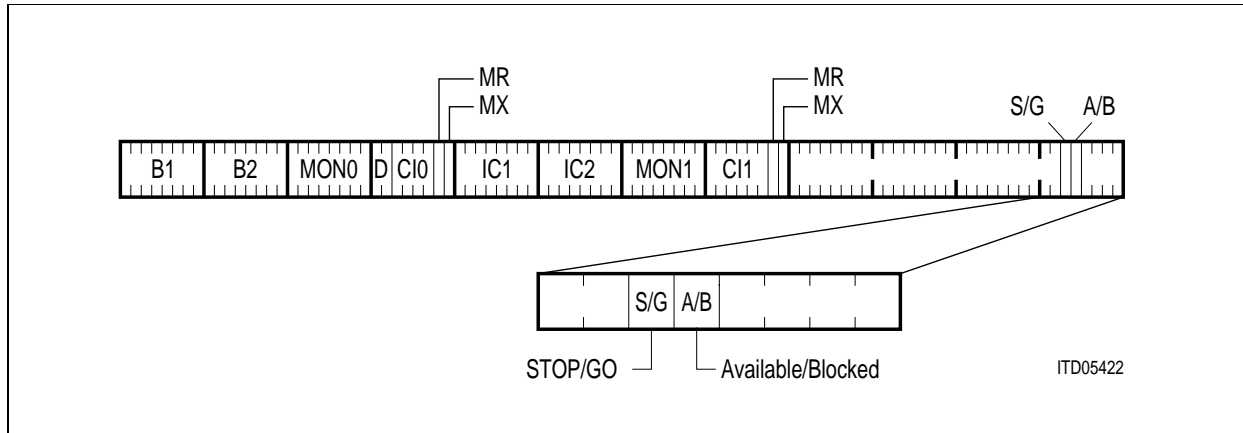 MR
MX
MR
MX
S/G A/B
B1 B2 MON0 D CI0 IC1 IC2 MON1 CI1
S/G A/B
STOP/GO Available/Blocked
ITD05422